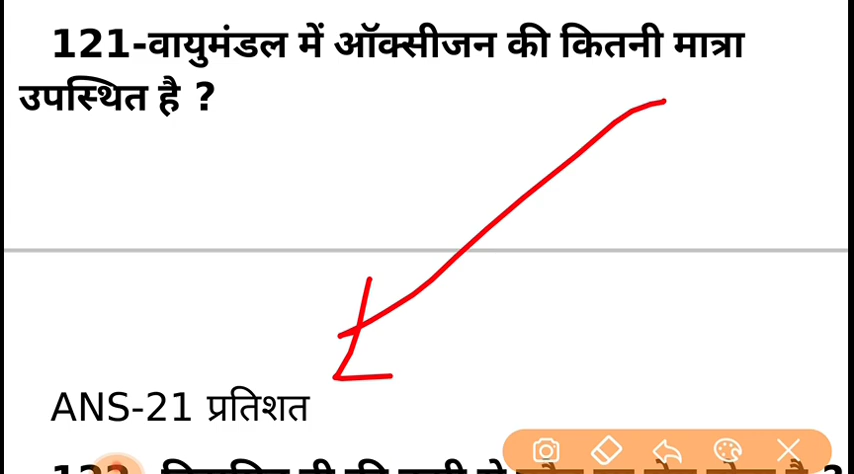 121-वायुमंडल में ऑक्सीजन की कितनी मात्रा
उपस्थित है ?
ANS-21 प्रतिशत